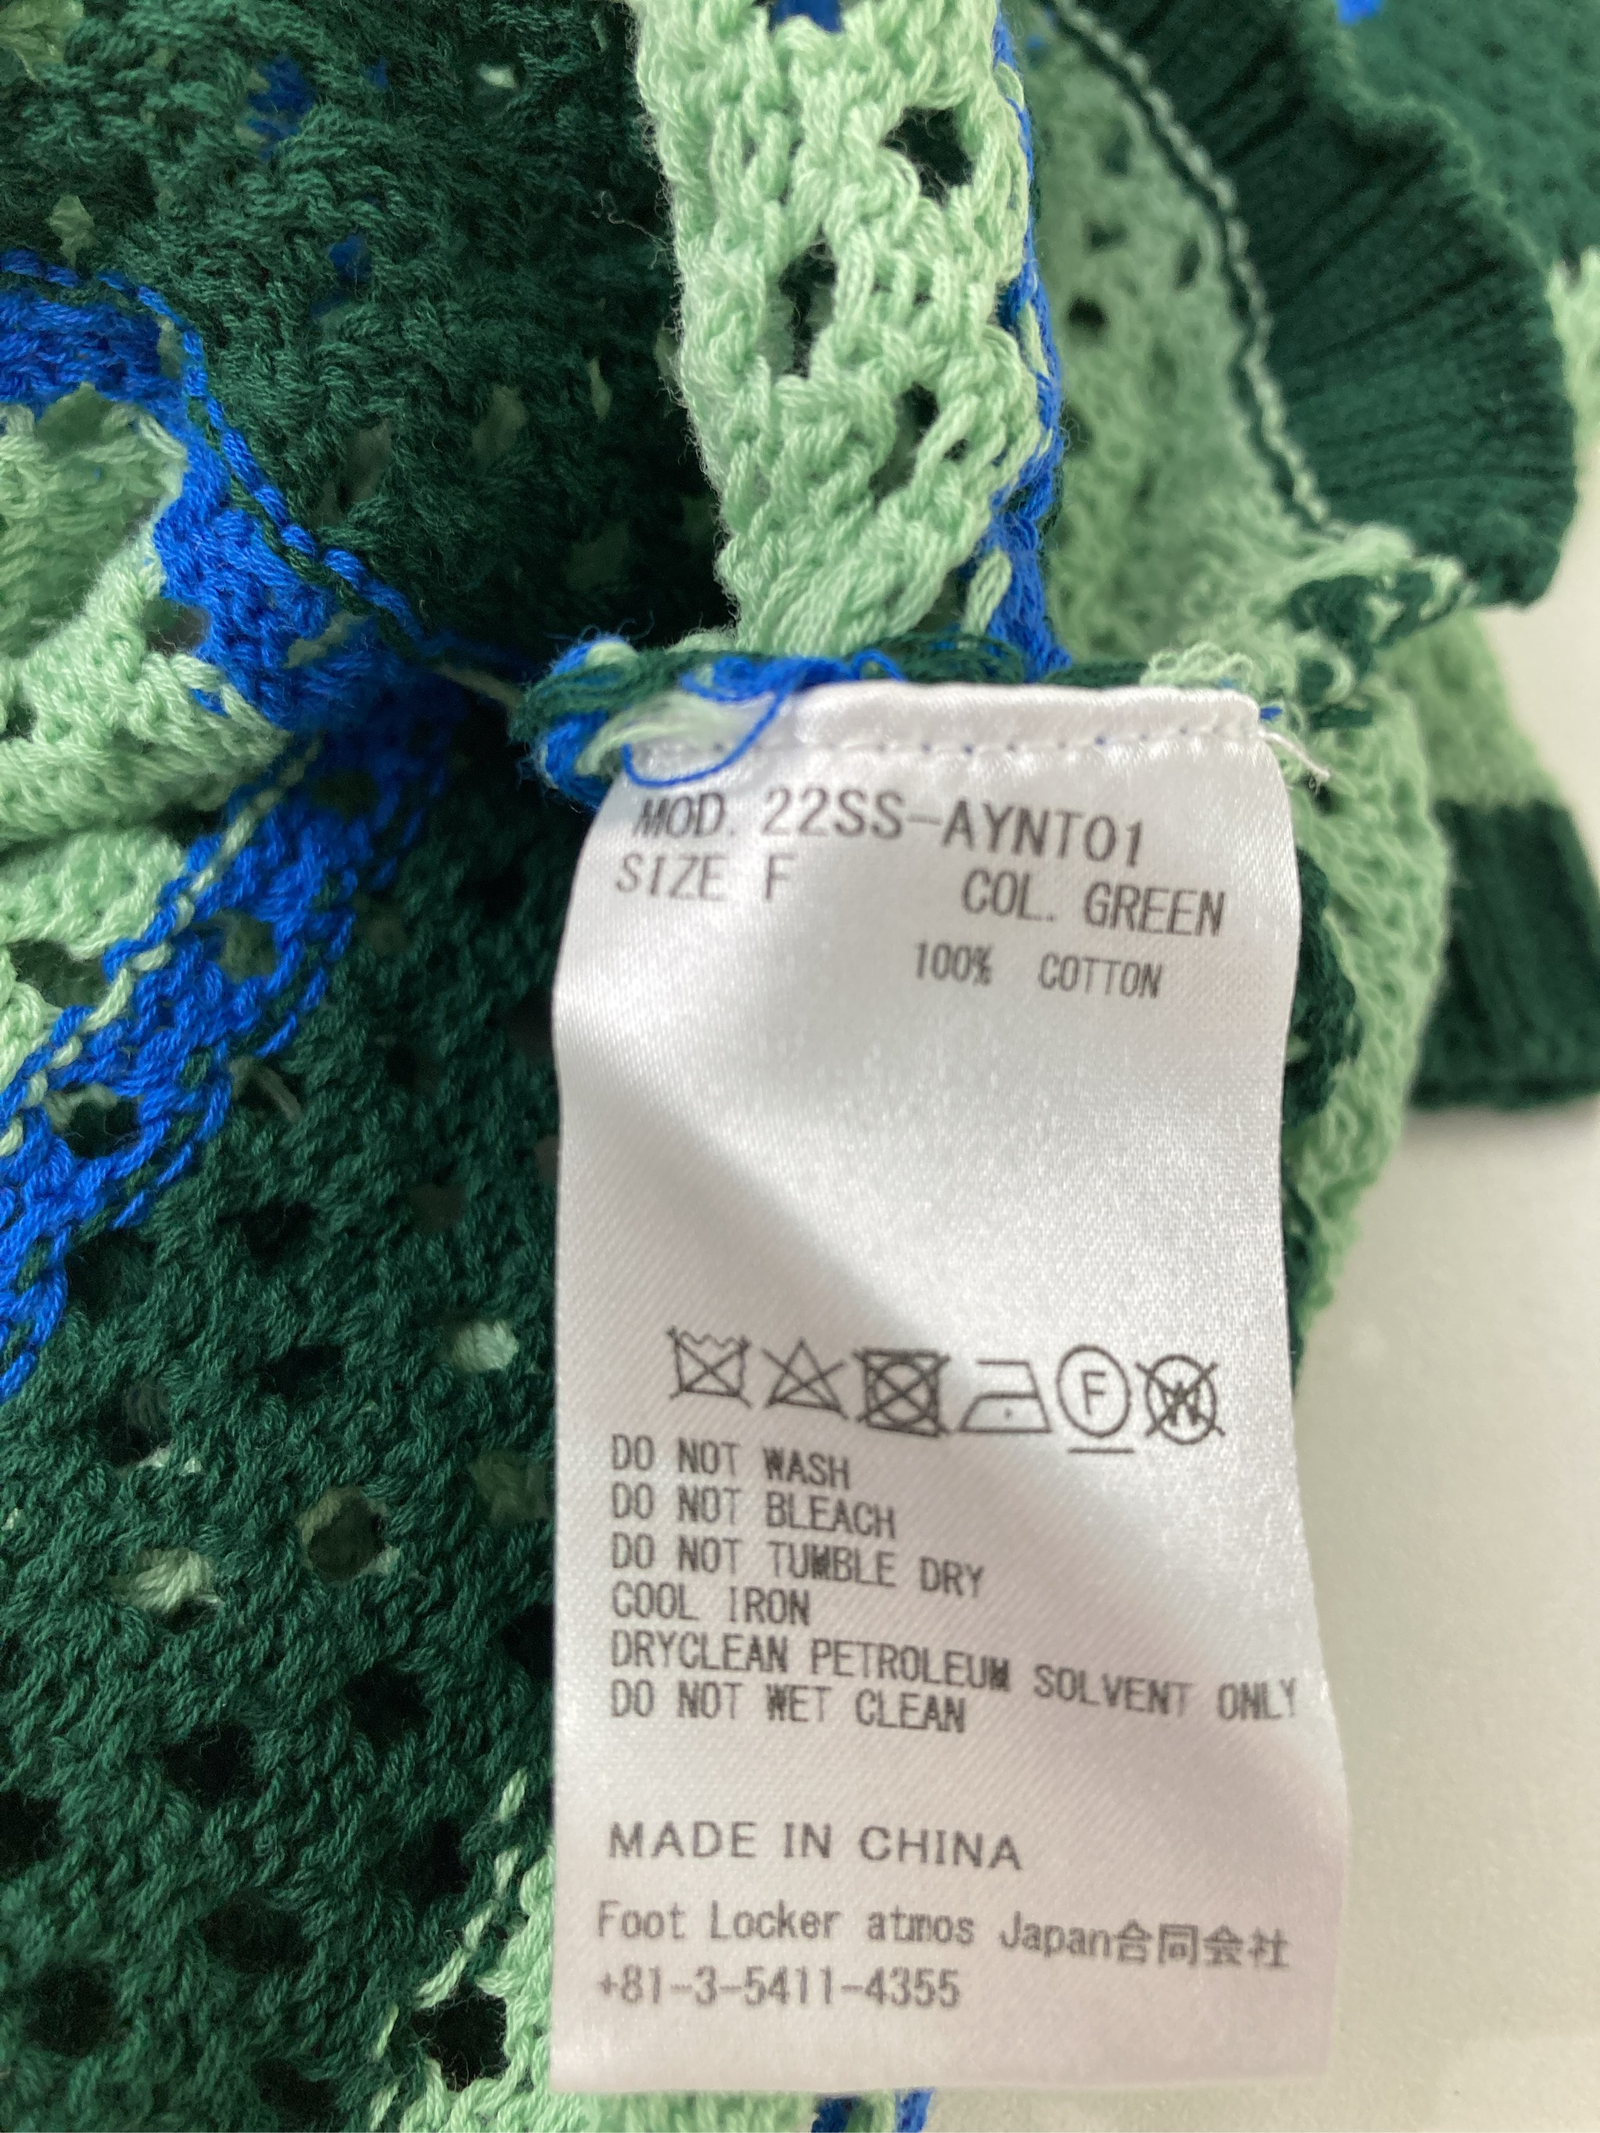 MOD. 22SS-AYNT01
SIZE F COL. GREEN
100% COTTON
F W
DO NOT WASH
DO NOT BLEACH
DO NOT TUMBLE DRY
COOL IRON
DRYCLEAN PETROLEUM SOLVENT ONLY
DO NOT WET CLEAN
MADE IN CHINA
Foot Locker atmos Japan合同会社
+81-3-5411-4355